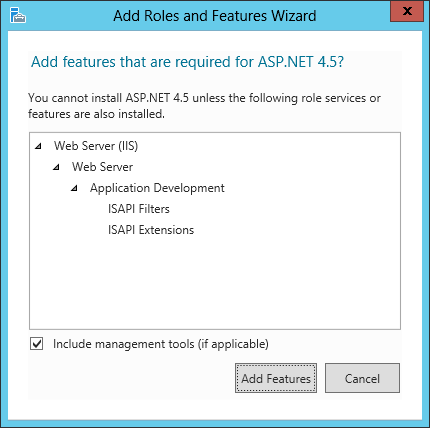 Add Roles and Features Wizard
Add features that are required for ASP.NET 4.5?
You cannot install ASP.NET 4.5 unless the following role services or
features are also installed.
Web Server (IIS)
Web Server
Application Development
ISAPI Filters
ISAPI Extensions
Include management tools (if applicable)
Add Features
Cancel